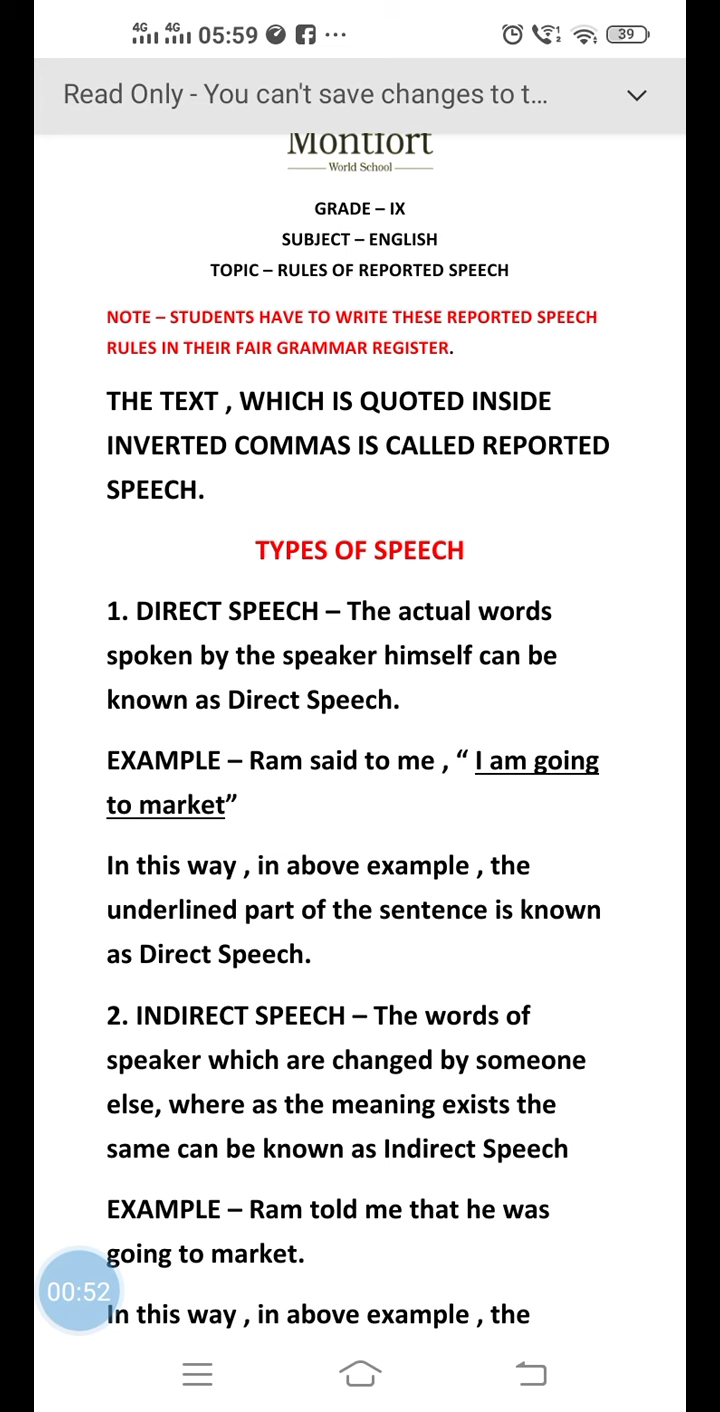 4G 4G 05:59 ... 1 2 39
Read Only - You can't save changes to t...
Montfort
World School
GRADE – IX
SUBJECT – ENGLISH
TOPIC – RULES OF REPORTED SPEECH
NOTE – STUDENTS HAVE TO WRITE THESE REPORTED SPEECH
RULES IN THEIR FAIR GRAMMAR REGISTER.
THE TEXT , WHICH IS QUOTED INSIDE
INVERTED COMMAS IS CALLED REPORTED
SPEECH.
TYPES OF SPEECH
1. DIRECT SPEECH – The actual words
spoken by the speaker himself can be
known as Direct Speech.
EXAMPLE – Ram said to me , “ I am going
to market”
In this way , in above example , the
underlined part of the sentence is known
as Direct Speech.
2. INDIRECT SPEECH – The words of
speaker which are changed by someone
else, where as the meaning exists the
same can be known as Indirect Speech
EXAMPLE – Ram told me that he was
going to market.
00:52
In this way , in above example , the